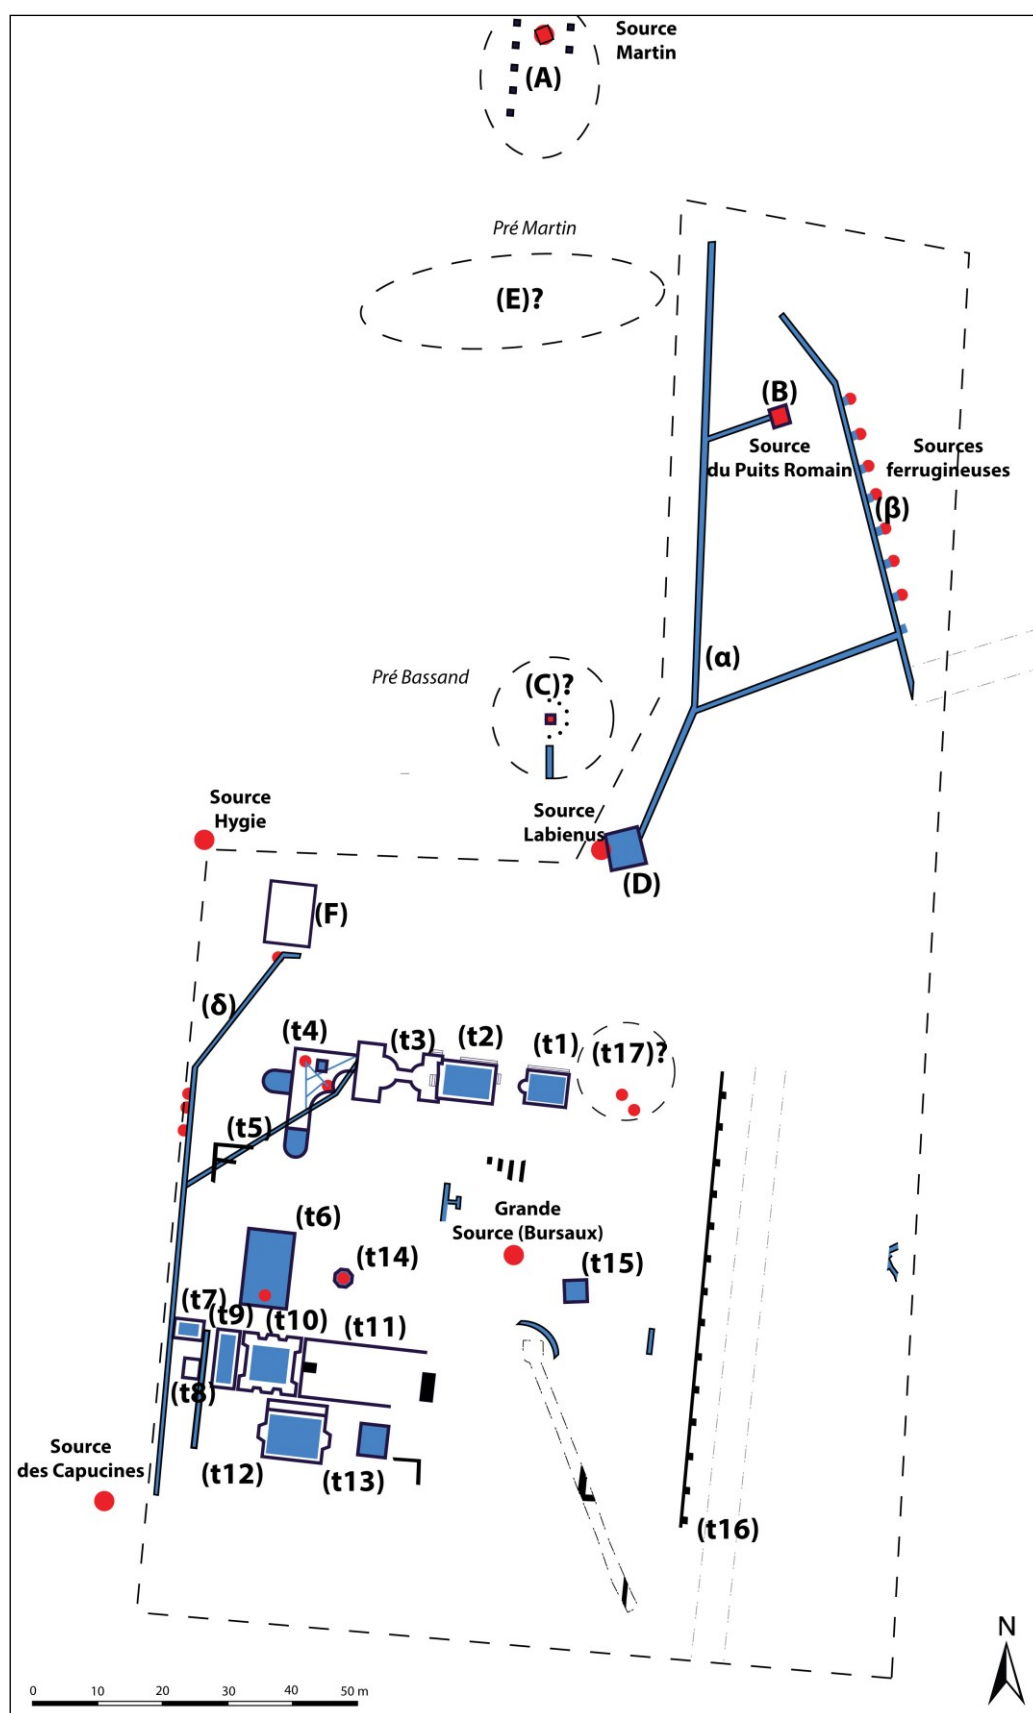 Source
Martin
(A)
Pré Martin
(E)?
(B)
Source
du Puits Romain
Sources
ferrugineuses
(β)
(α)
Pré Bassand
(C)?
Source
Hygie
Source
Labienus
(D)
(F)
(δ)
(t4)
(t3)
(t2)
(t1)
(t17)?
(t5)
Grande
Source (Bursaux)
(t6)
(t14)
(t15)
(t7)
(t9)
(t10)
(t11)
(t8)
Source
des Capucines
(t12)
(t13)
(t16)
N
0 10 20 30 40 50 m